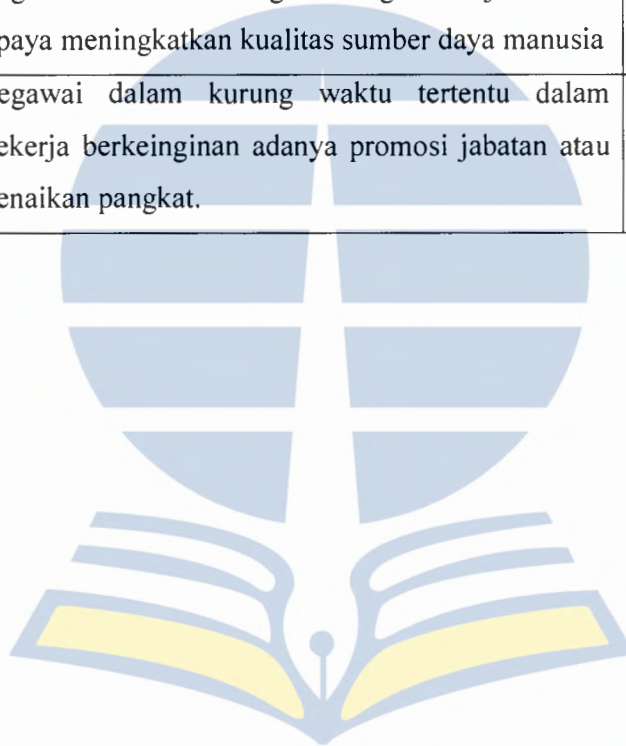 paya meningkatkan kualitas sumber daya manusia
egawai dalam kurung waktu tertentu dalam
ekerja berkeinginan adanya promosi jabatan atau
enaikan pangkat.